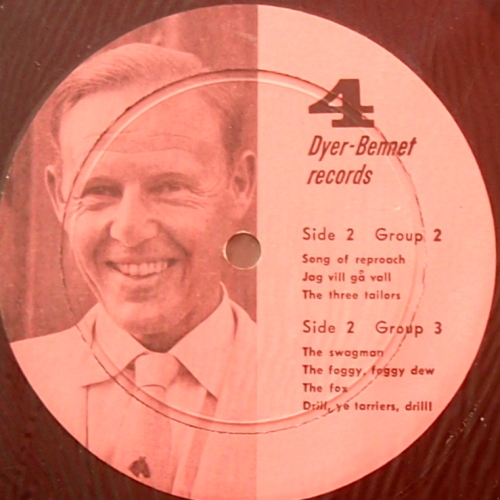 4
Dyer-Bennet
records
Side 2 Group 2
Song of reproach
Jag vill gå vall
The three tailors
Side 2 Group 3
The swagman
The foggy, foggy dew
The fox
Drill, ye tarriers, drill!